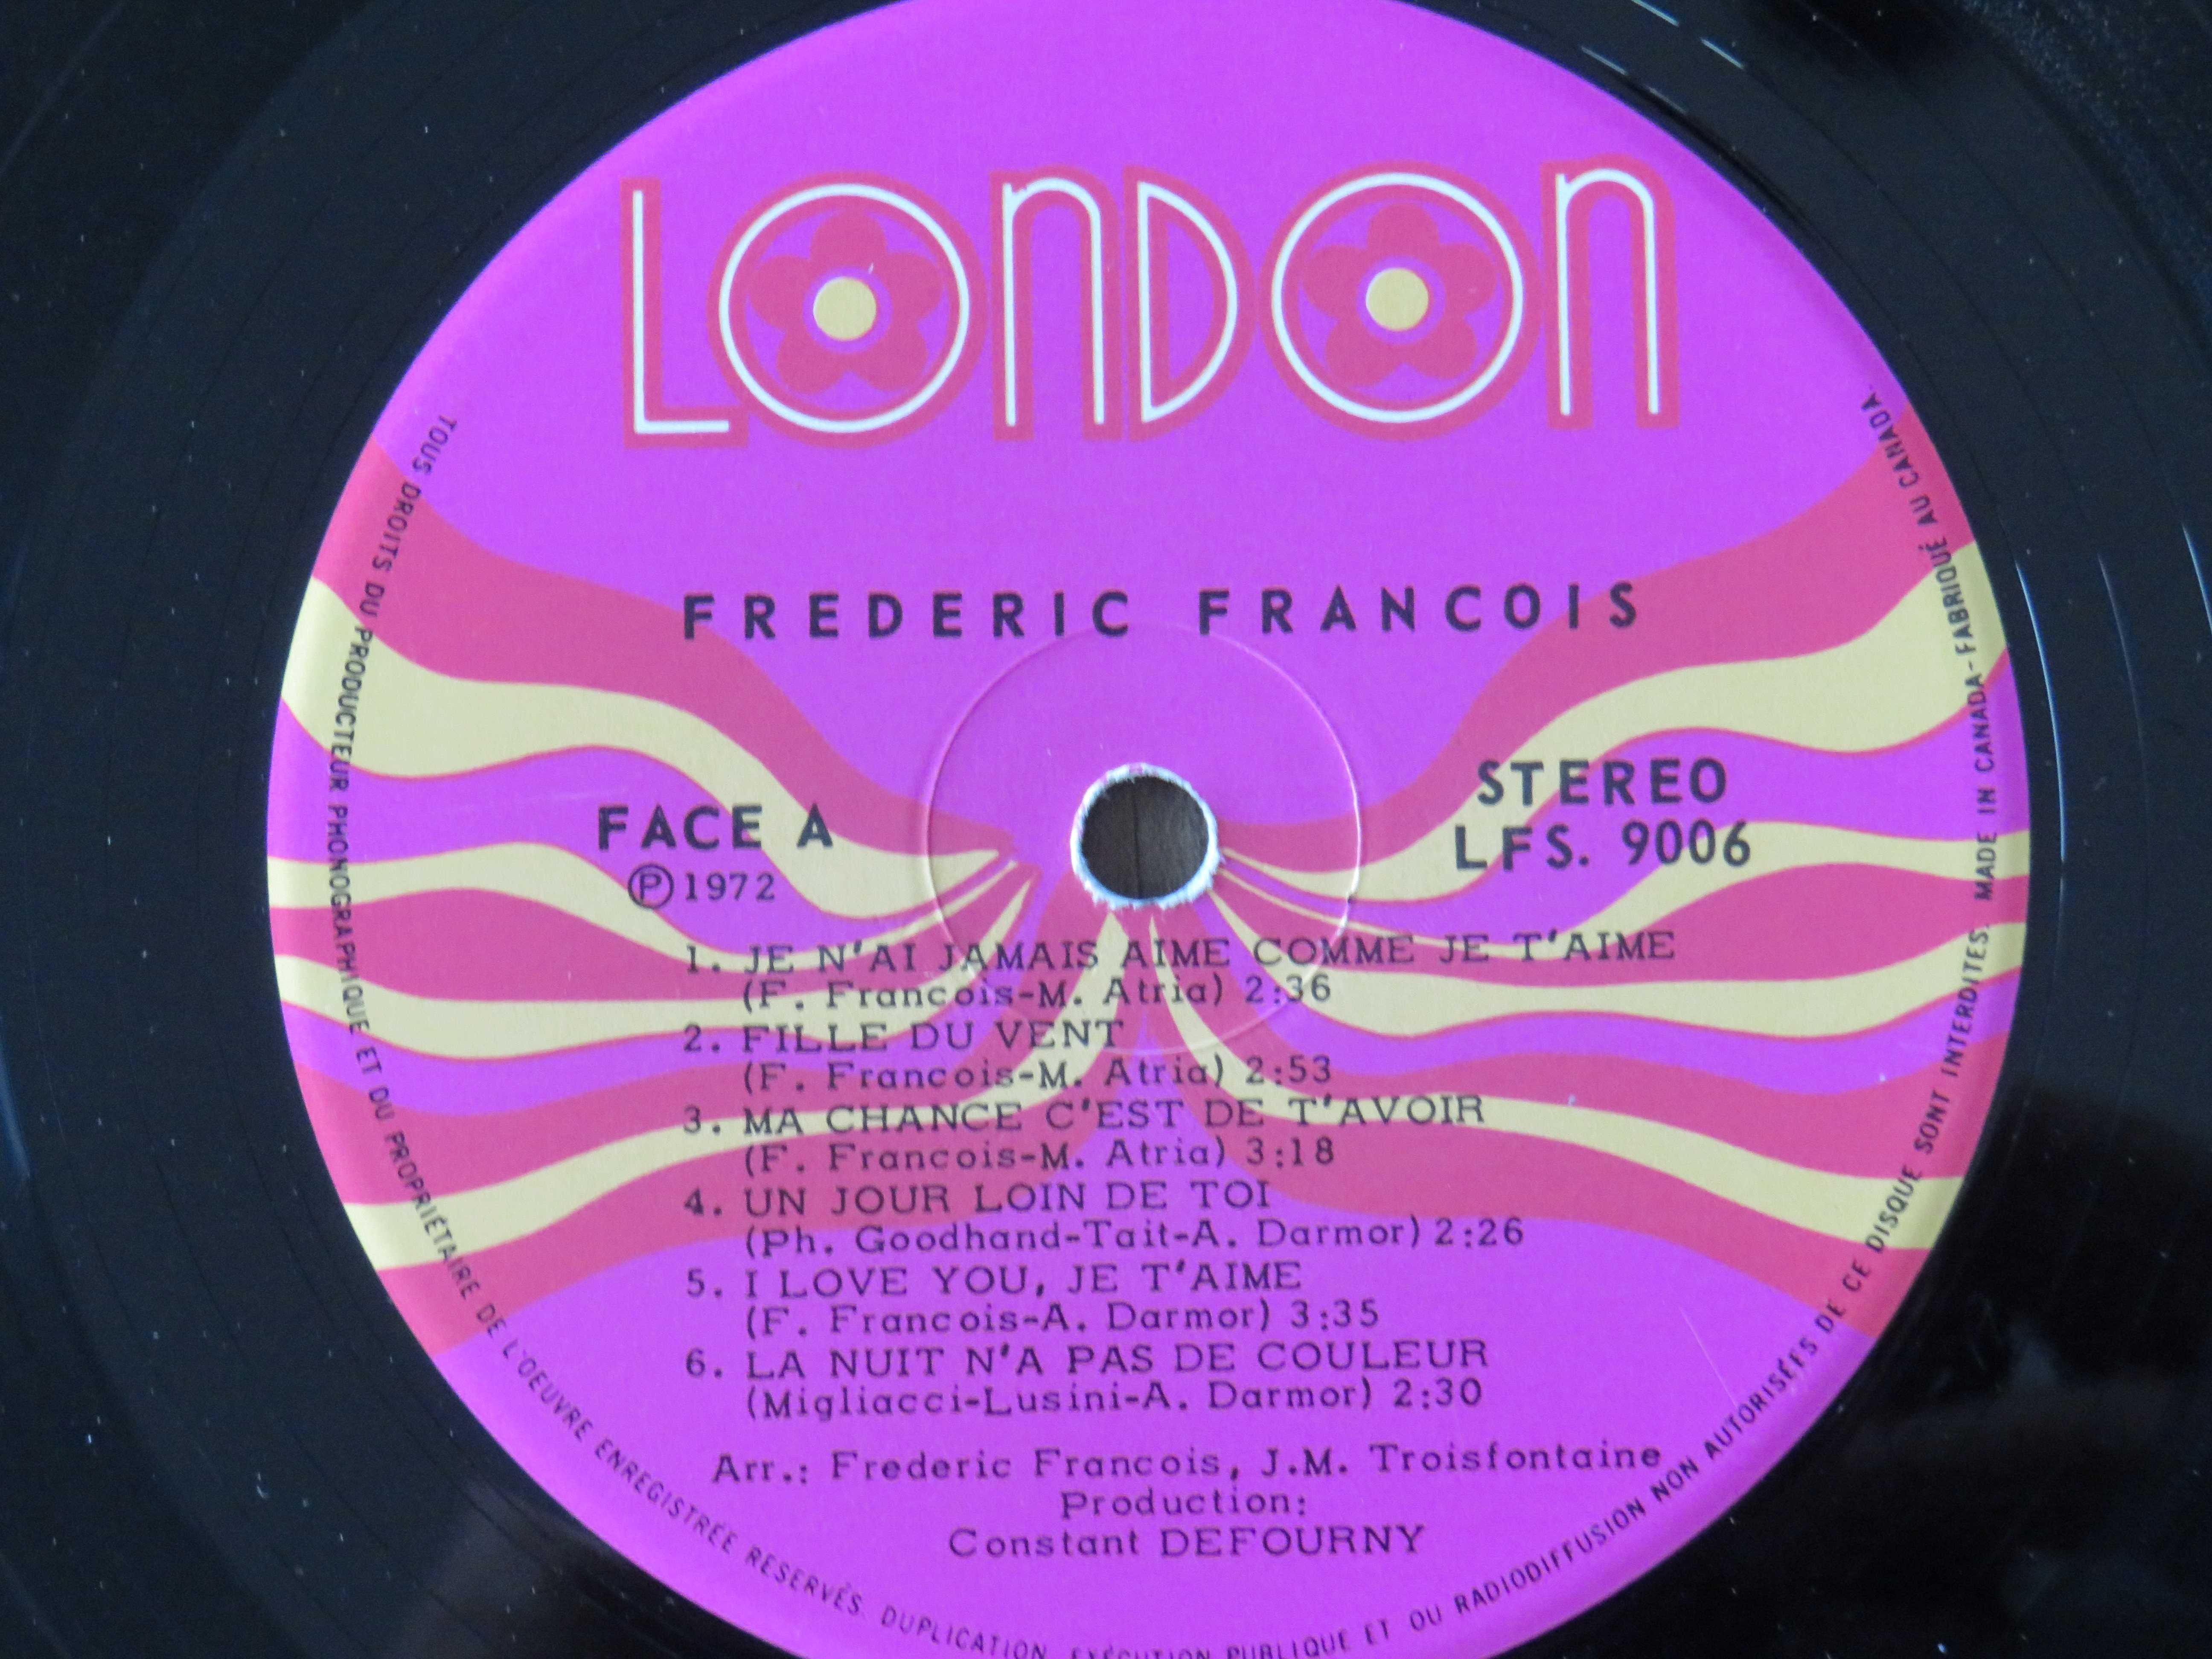 LONDON
FREDERIC FRANCOIS
FACE A
Ⓟ1972
STEREO
LFS. 9006
1. JE N'AI JAMAIS AIME COMME JE T'AIME
(F. Francois-M. Atria) 2:36
2. FILLE DU VENT
(F. Francois-M. Atria) 2:53
3. MA CHANCE C'EST DE T'AVOIR
(F. Francois-M. Atria) 3:18
4. UN JOUR LOIN DE TOI
(Ph. Goodhand-Tait-A. Darmor) 2:26
5. I LOVE YOU, JE T'AIME
(F. Francois-A. Darmor) 3:35
6. LA NUIT N'A PAS DE COULEUR
(Migliacci-Lusini-A. Darmor) 2:30
Arr.: Frederic Francois, J.M. Troisfontaine
Production:
Constant DEFOURNY
TOUS DROITS DU PRODUCTEUR PHONOGRAPHIQUE ET DU PROPRIÉTAIRE DE L'OEUVRE ENREGISTRÉE RÉSERVÉS. DUPLICATION, EXÉCUTION PUBLIQUE ET OU RADIODIFFUSION NON AUTORISÉES DE CE DISQUE SONT INTERDITES. MADE IN CANADA-FABRIQUÉ AU CANADA.